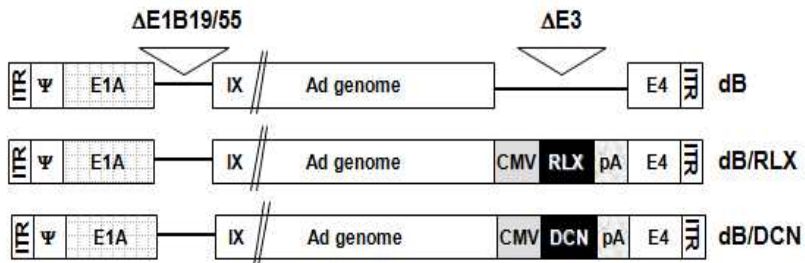 ΔE1B19/55 ΔE3
ITR Ψ E1A IX Ad genome E4 ITR dB
ITR Ψ E1A IX Ad genome CMV RLX pA E4 ITR dB/RLX
ITR Ψ E1A IX Ad genome CMV DCN pA E4 ITR dB/DCN